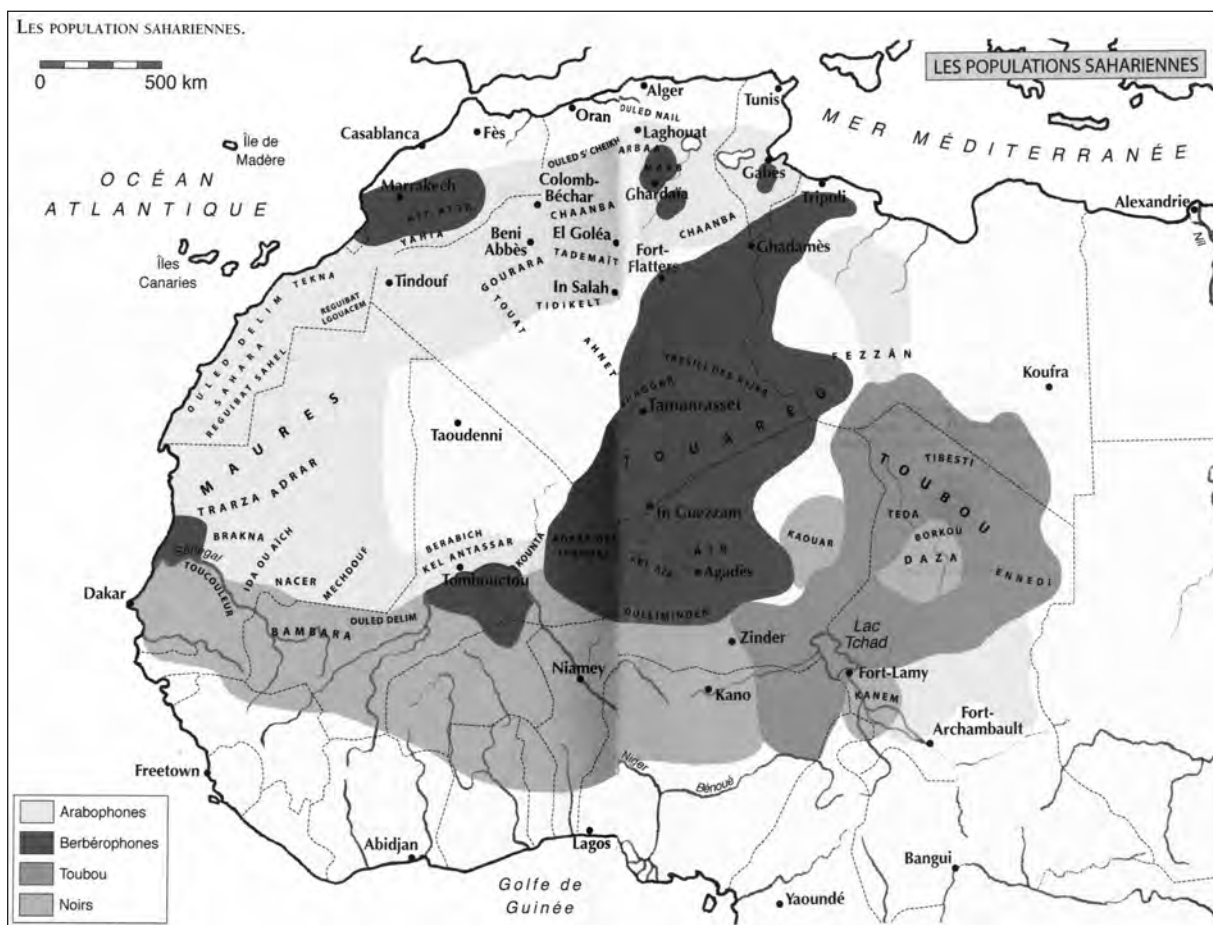 LES POPULATION SAHARIENNES.
0 500 km
LES POPULATIONS SAHARIENNES
MER MÉDITERRANÉE
OCÉAN
ATLANTIQUE
Île de
Madère
Îles
Canaries
Casablanca
Fès
Oran
Alger
Tunis
OULED NAIL
Laghouat
OULED S' CHEIKH
ARBAA
Marrakech
Colomb-
Béchar
Ghardaïa
Gabès
Tripoli
Alexandrie
Nil
YAHIA
CHAANBA
CHAANBA
Beni
Abbès
El Goléa
Fort-
Flatters
Ghadamès
GOURARA
TADEMAÏT
TEKNA
Tindouf
TOUAT
In Salah
TIDIKELT
OULED DELIM
SAHARA
REGUIBAT SAHEL
REGUIBAT
LGOUACEM
AHNET
FEZZÂN
Koufra
Tamanrasset
Taoudenni
MAURES
TRARZA ADRAR
TOUAREG
TOUBOU
TIBESTI
TEDA
BORKOU
DAZA
ENNEDI
In Guezzam
KAOUAR
BRAKNA
Sénégal
TOUCOULEUR
IDA OU AÏCH
NACER
MECHDOUF
BERABICH
KEL ANTASSAR
KOUNTA
Tombouctou
AÏR
Agadès
Dakar
BAMBARA
OULED DELIM
OULLIMINDEN
Zinder
Lac
Tchad
Niamey
Kano
Fort-Lamy
KANEM
Fort-
Archambault
Freetown
Niger
Bénoué
Abidjan
Lagos
Bangui
Golfe de
Guinée
Yaoundé
Arabophones
Berbérophones
Toubou
Noirs